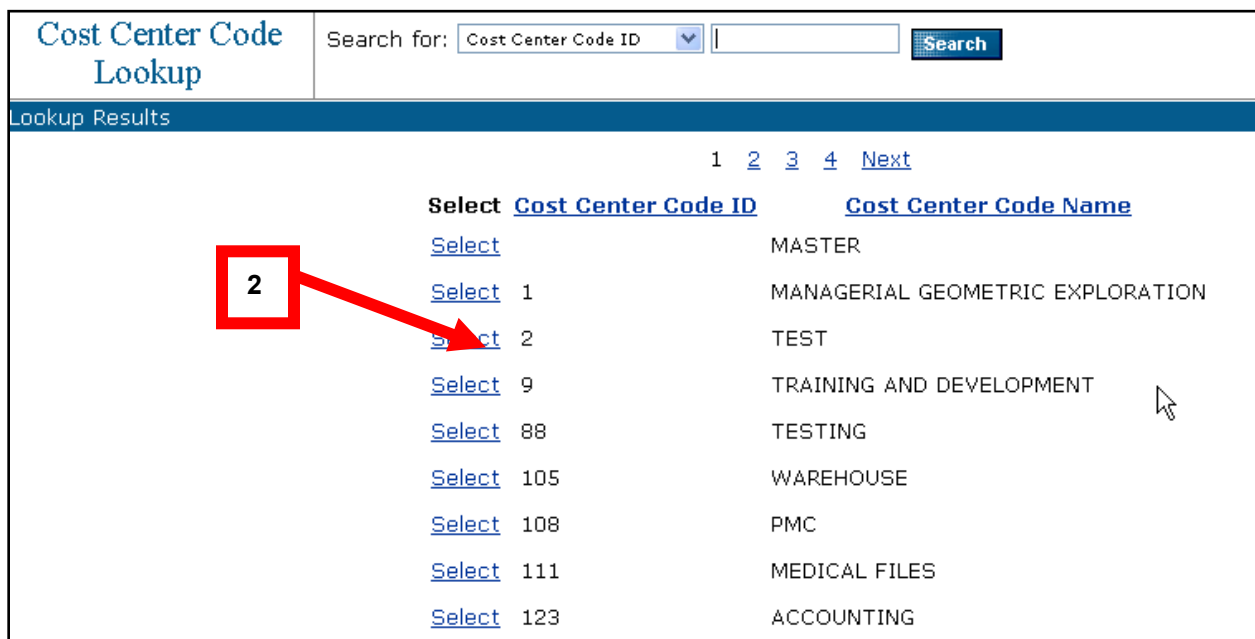 Cost Center Code
Lookup
Search for: Cost Center Code ID Search
Lookup Results
1 2 3 4 Next
Select Cost Center Code ID Cost Center Code Name
Select MASTER
2
Select 1 MANAGERIAL GEOMETRIC EXPLORATION
Select 2 TEST
Select 9 TRAINING AND DEVELOPMENT
Select 88 TESTING
Select 105 WAREHOUSE
Select 108 PMC
Select 111 MEDICAL FILES
Select 123 ACCOUNTING